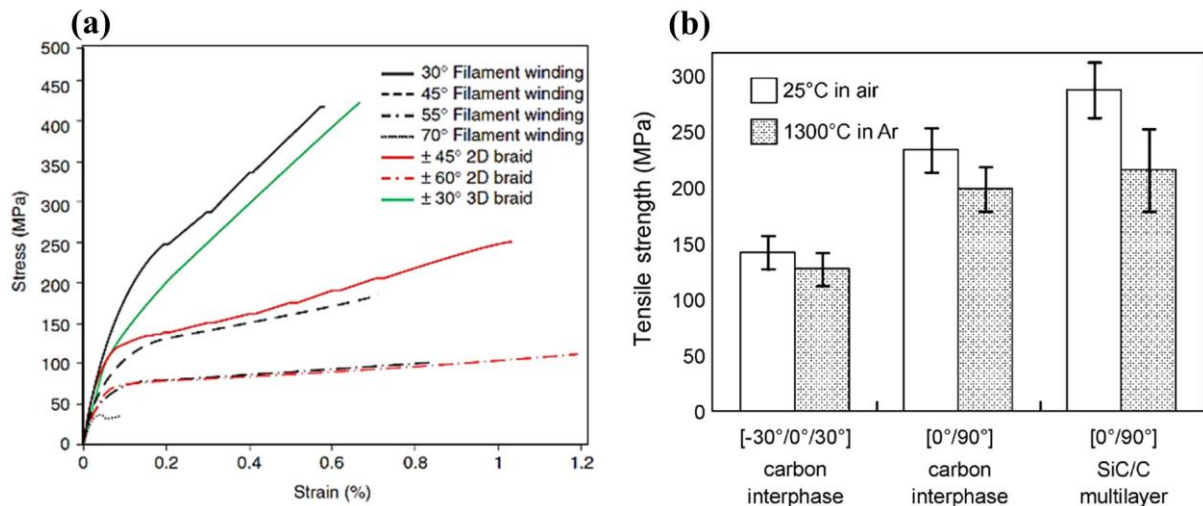 (a)
500
450
400
350
300
250
200
150
100
50
0
Stress (MPa)
0
0.2
0.4
0.6
0.8
1
1.2
Strain (%)
30° Filament winding
45° Filament winding
55° Filament winding
70° Filament winding
± 45° 2D braid
± 60° 2D braid
± 30° 3D braid
(b)
300
250
200
150
100
50
0
Tensile strength (MPa)
25°C in air
1300°C in Ar
[-30°/0°/30°]
carbon
interphase
[0°/90°]
carbon
interphase
[0°/90°]
SiC/C
multilayer